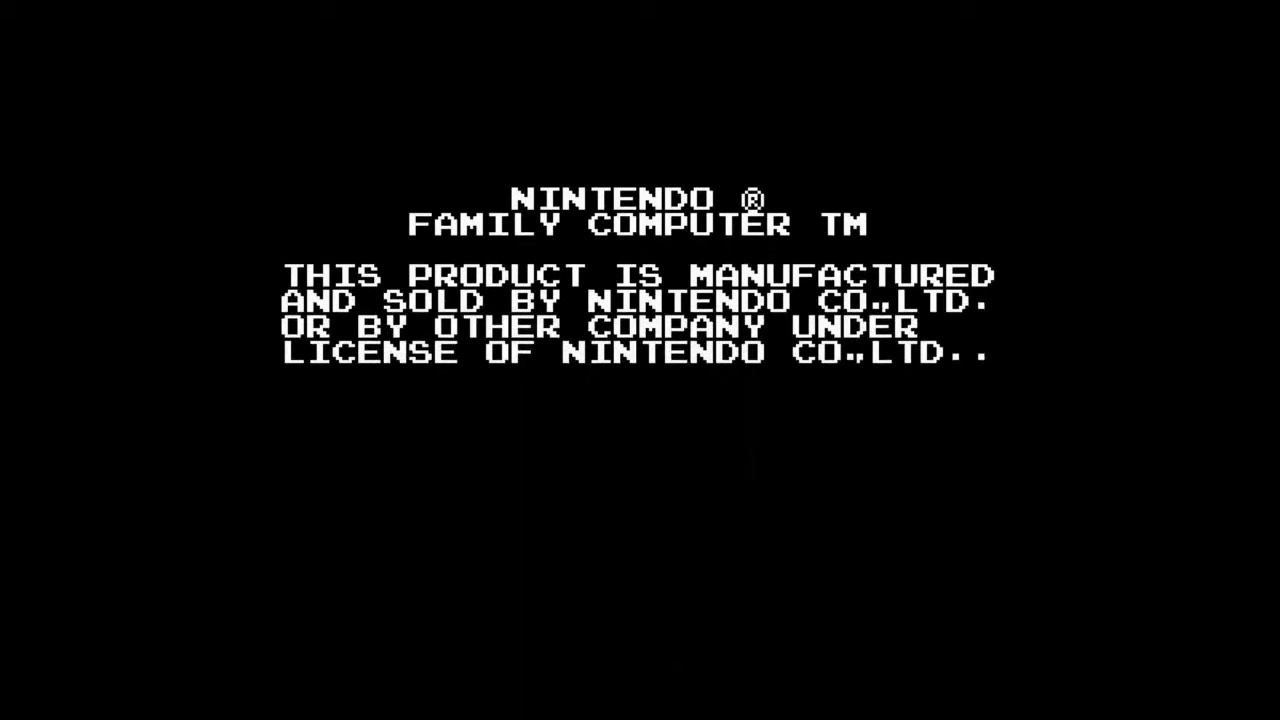 NINTENDO ®
FAMILY COMPUTER TM
THIS PRODUCT IS MANUFACTURED
AND SOLD BY NINTENDO CO.,LTD.
OR BY OTHER COMPANY UNDER
LICENSE OF NINTENDO CO.,LTD..